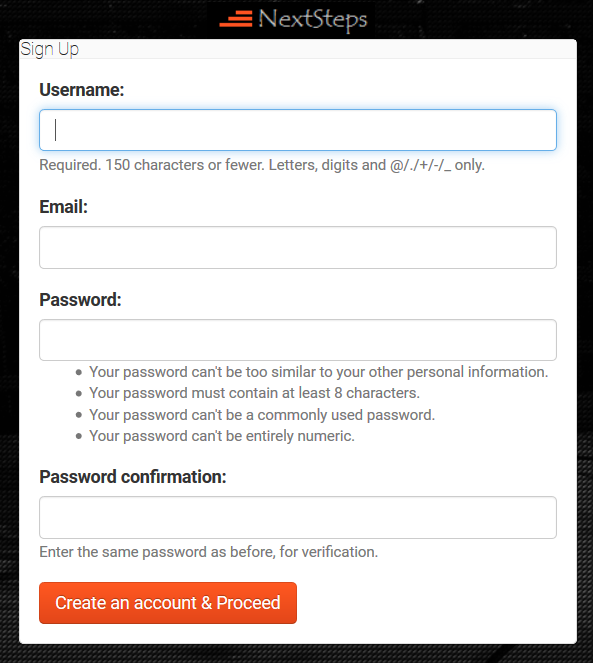 NextSteps
Sign Up
Username:
Required. 150 characters or fewer. Letters, digits and @/./+/-/_ only.
Email:
Password:
Your password can't be too similar to your other personal information.
Your password must contain at least 8 characters.
Your password can't be a commonly used password.
Your password can't be entirely numeric.
Password confirmation:
Enter the same password as before, for verification.
Create an account & Proceed